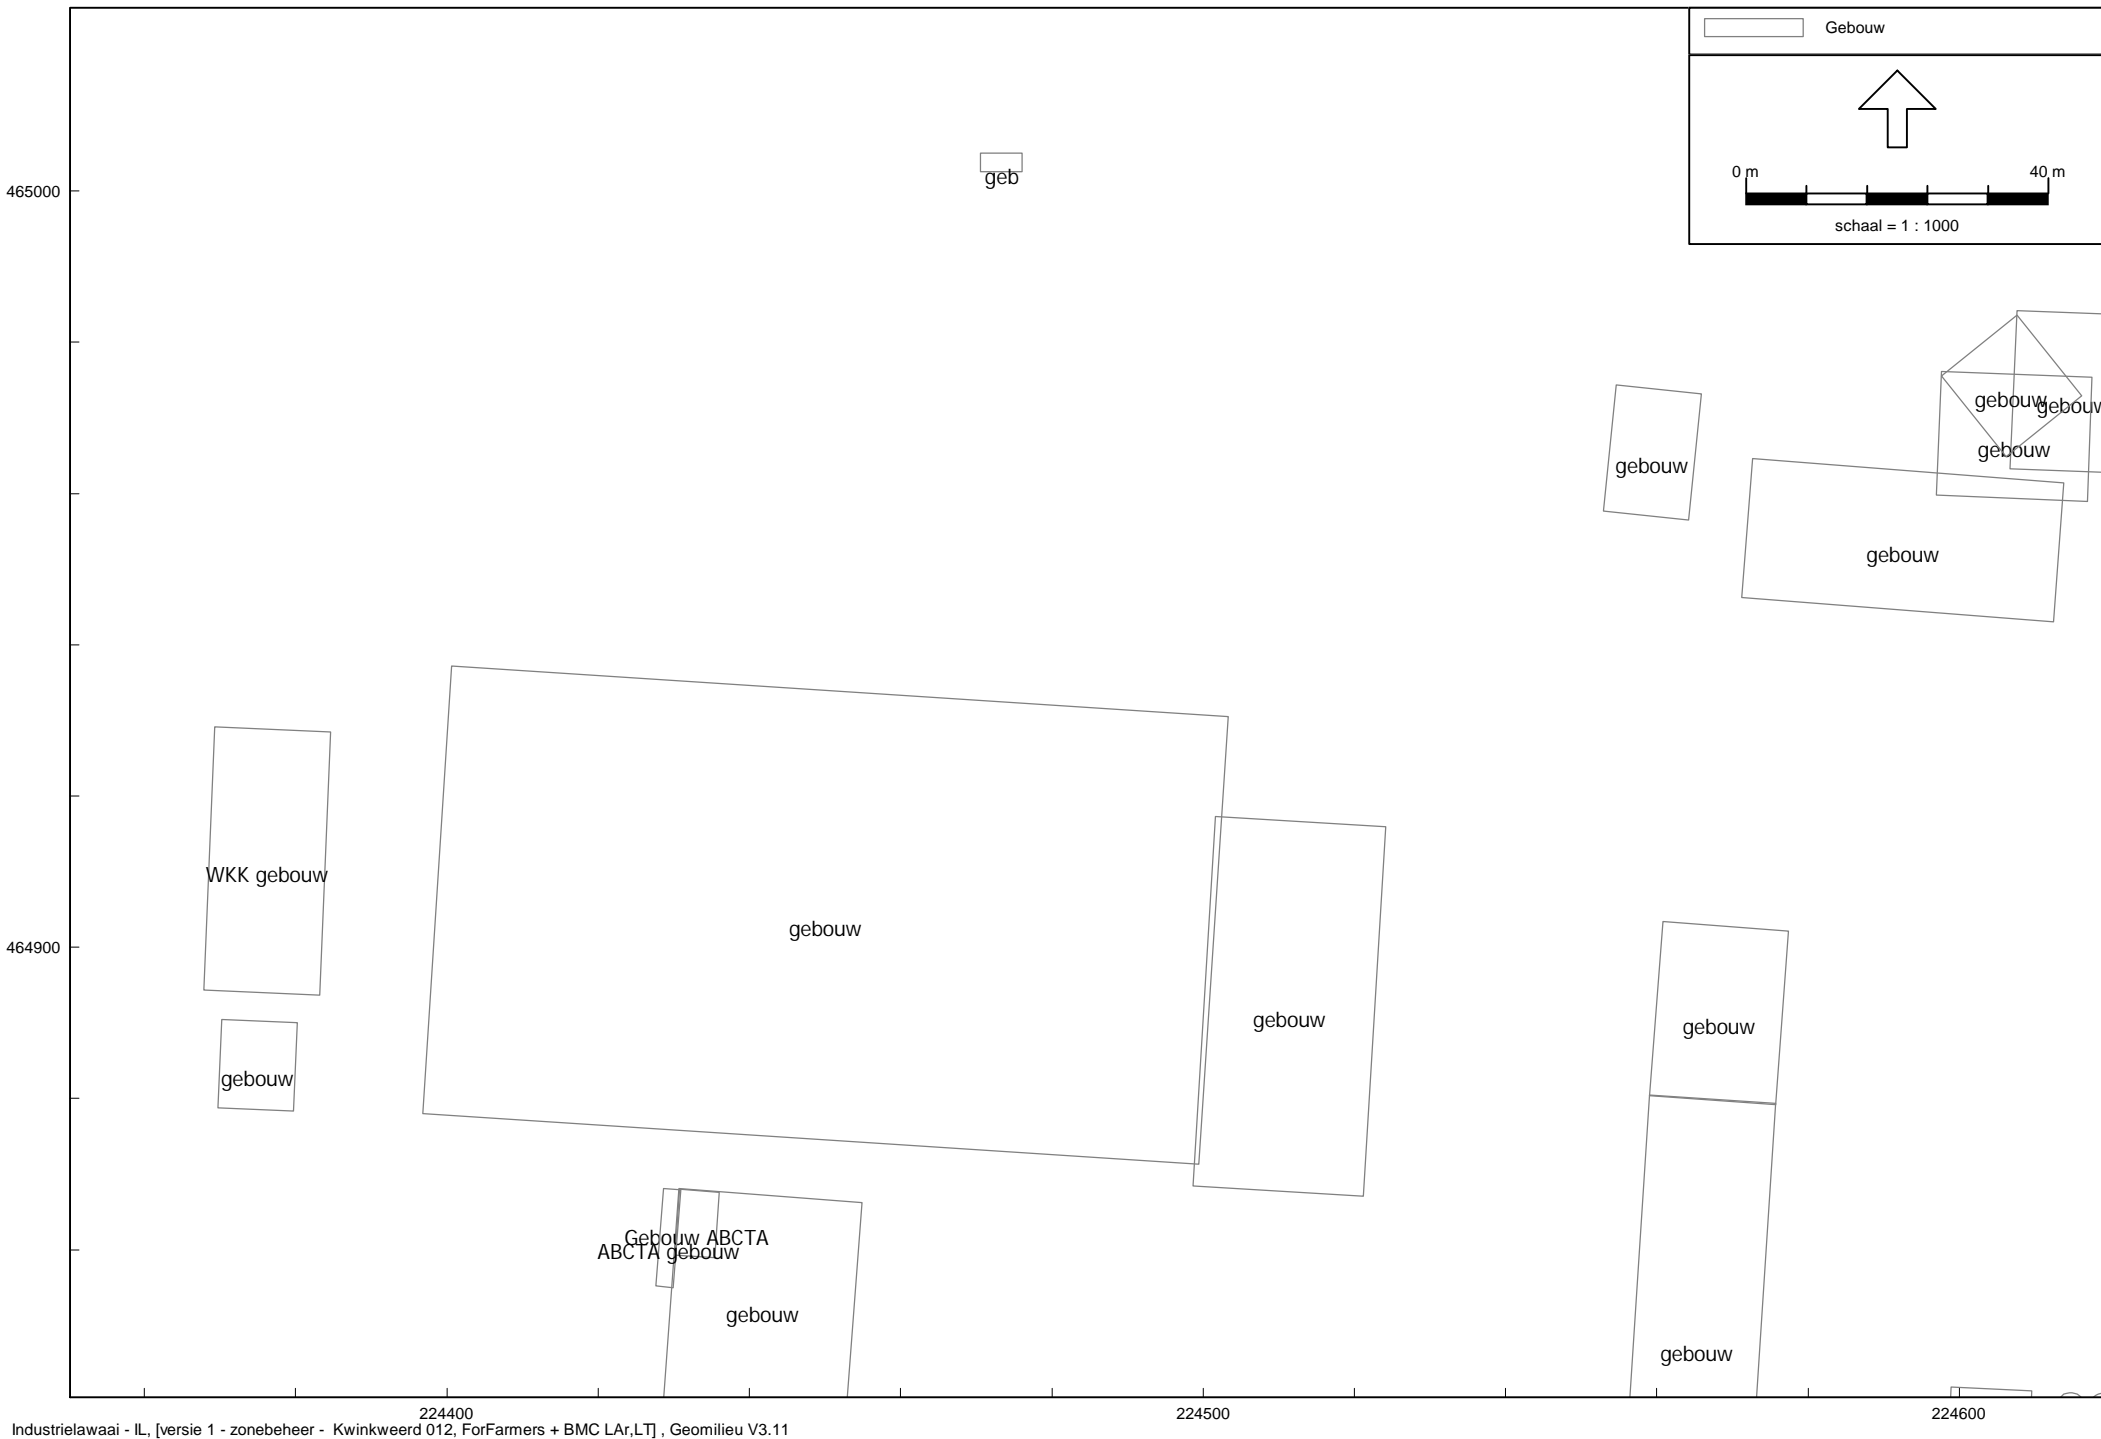 Gebouw
0 m 40 m
schaal = 1 : 1000
465000
geb
gebouw
gebouw
gebouw
gebouw
gebouw
WKK gebouw
gebouw
464900
gebouw
gebouw
gebouw
Gebouw ABCTA
ABCTA gebouw
gebouw
gebouw
224400 224500 224600
Industrielawaai - IL, [versie 1 - zonebeheer - Kwinkweerd 012, ForFarmers + BMC LAr,LT] , Geomilieu V3.11